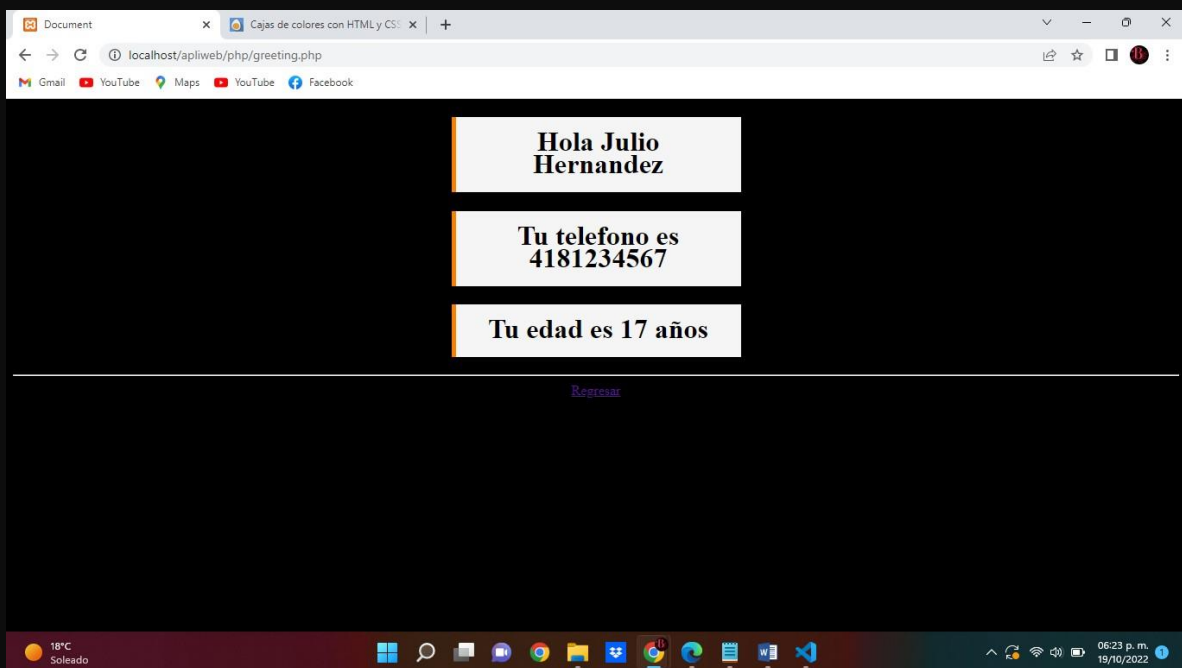 Document
Cajas de colores con HTML y CSS
localhost/apliweb/php/greeting.php
Gmail YouTube Maps YouTube Facebook
Hola Julio
Hernandez
Tu telefono es
4181234567
Tu edad es 17 años
Regresar
18°C
Soleado
06:23 p. m.
19/10/2022
1